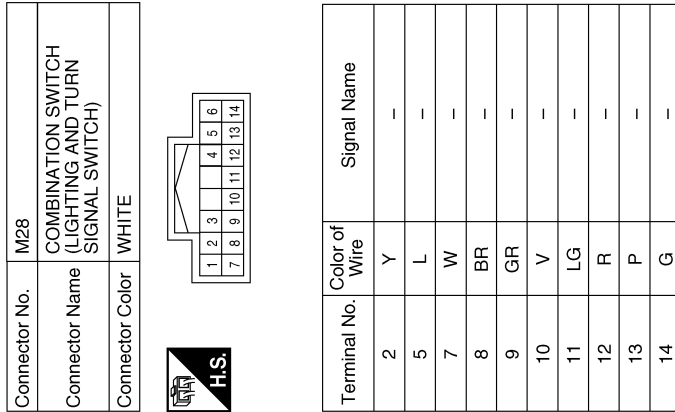 Connector No. M28
Connector Name COMBINATION SWITCH
(LIGHTING AND TURN
SIGNAL SWITCH)
Connector Color WHITE
H.S.
1 2 3 4 5 6
7 8 9 10 11 12 13 14
Terminal No. Color of Wire Signal Name
2 Y –
5 L –
7 W –
8 BR –
9 GR –
10 V –
11 LG –
12 R –
13 P –
14 G –